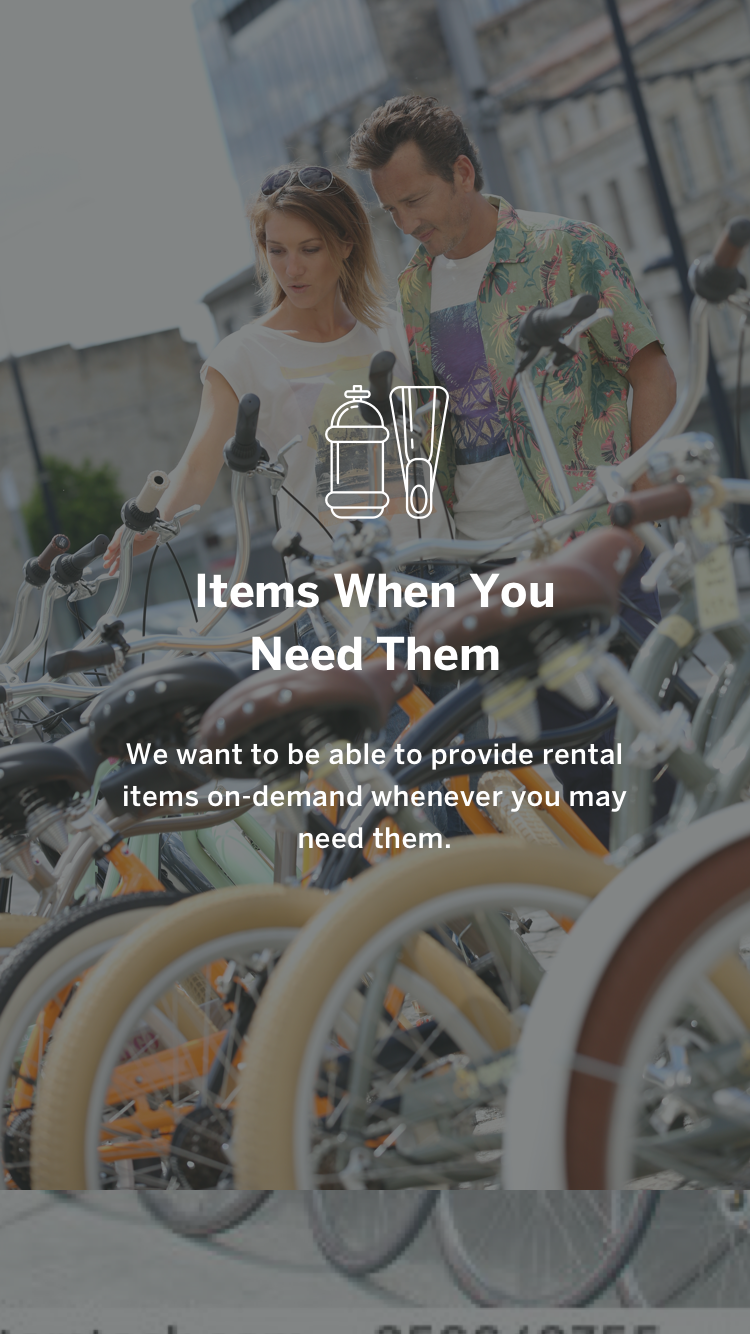 Items When You
Need Them
We want to be able to provide rental
items on-demand whenever you may
need them.